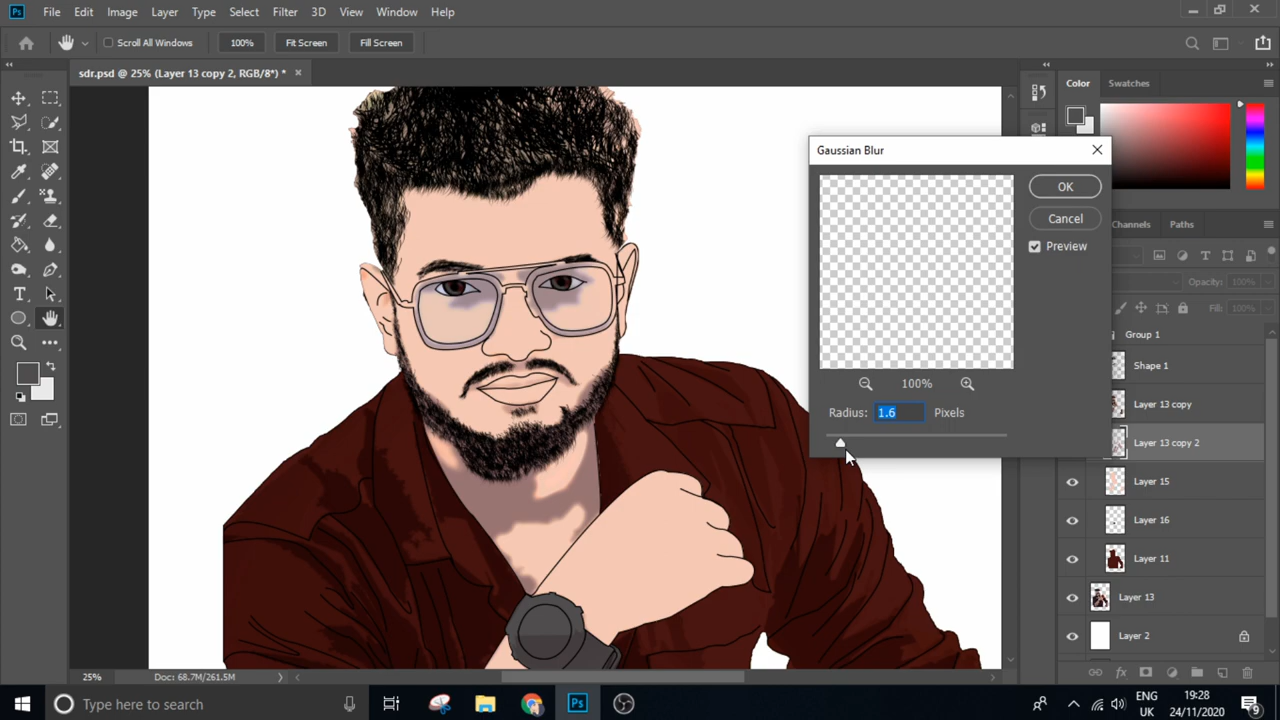 Ps File Edit Image Layer Type Select Filter 3D View Window Help
Scroll All Windows 100% Fit Screen Fill Screen
sdr.psd @ 25% (Layer 13 copy 2, RGB/8*) *
Color Swatches
Gaussian Blur
OK
Cancel
Preview
100%
Radius: 1.6 Pixels
Channels Paths
Opacity: 100%
Fill: 100%
Group 1
Shape 1
Layer 13 copy
Layer 13 copy 2
Layer 15
Layer 16
Layer 11
Layer 13
Layer 2
25% Doc: 68.7M/261.5M
Type here to search
Ps
ENG
UK
19:28
24/11/2020
9